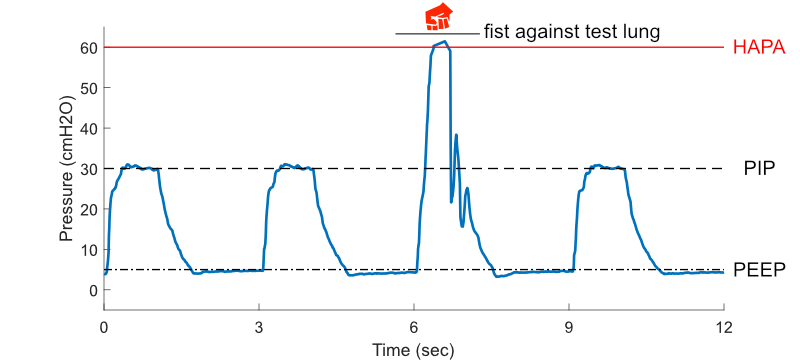 fist against test lung
HAPA
PIP
PEEP
Pressure (cmH2O)
60
50
40
30
20
10
0
0 3 6 9 12
Time (sec)